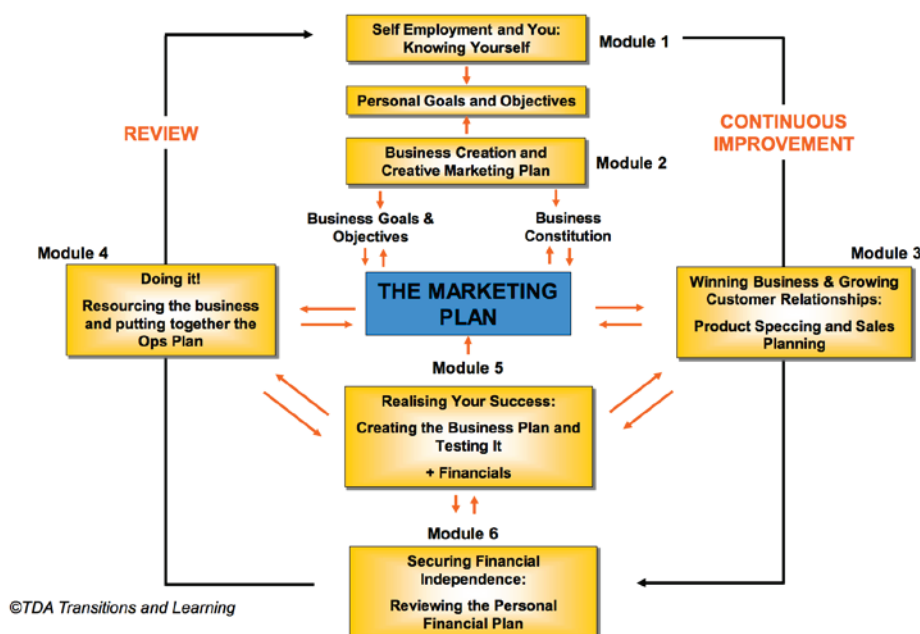 Self Employment and You:
Knowing Yourself
Module 1
Personal Goals and Objectives
REVIEW
CONTINUOUS
IMPROVEMENT
Business Creation and
Creative Marketing Plan
Module 2
Business Goals &
Objectives
Business
Constitution
Module 4
Doing it!
Resourcing the business
and putting together the
Ops Plan
THE MARKETING
PLAN
Module 3
Winning Business & Growing
Customer Relationships:
Product Speccing and Sales
Planning
Module 5
Realising Your Success:
Creating the Business Plan and
Testing It
+ Financials
Module 6
Securing Financial
Independence:
Reviewing the Personal
Financial Plan
©TDA Transitions and Learning